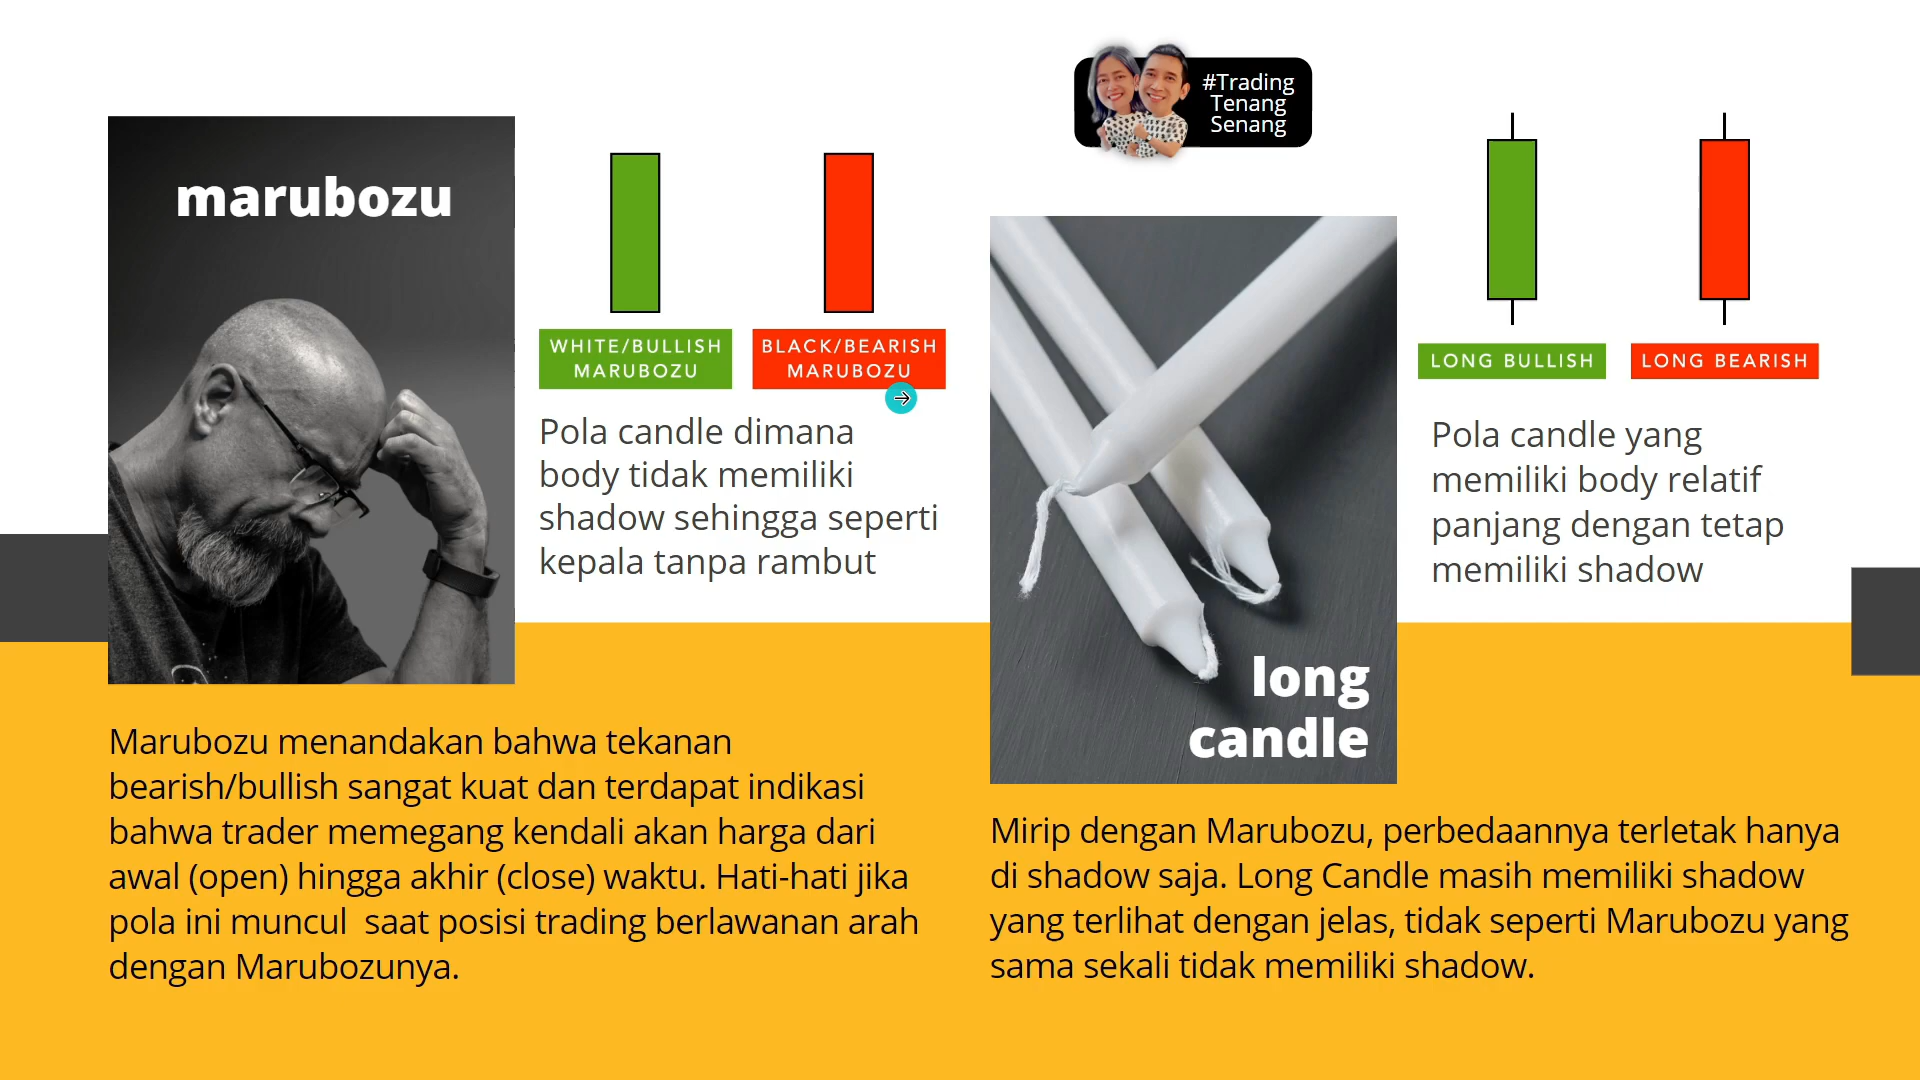 #Trading
Tenang
Senang
marubozu
WHITE/BULLISH
MARUBOZU
BLACK/BEARISH
MARUBOZU
Pola candle dimana
body tidak memiliki
shadow sehingga seperti
kepala tanpa rambut
Marubozu menandakan bahwa tekanan
bearish/bullish sangat kuat dan terdapat indikasi
bahwa trader memegang kendali akan harga dari
awal (open) hingga akhir (close) waktu. Hati-hati jika
pola ini muncul  saat posisi trading berlawanan arah
dengan Marubozunya.
long
candle
LONG BULLISH
LONG BEARISH
Pola candle yang
memiliki body relatif
panjang dengan tetap
memiliki shadow
Mirip dengan Marubozu, perbedaannya terletak hanya
di shadow saja. Long Candle masih memiliki shadow
yang terlihat dengan jelas, tidak seperti Marubozu yang
sama sekali tidak memiliki shadow.